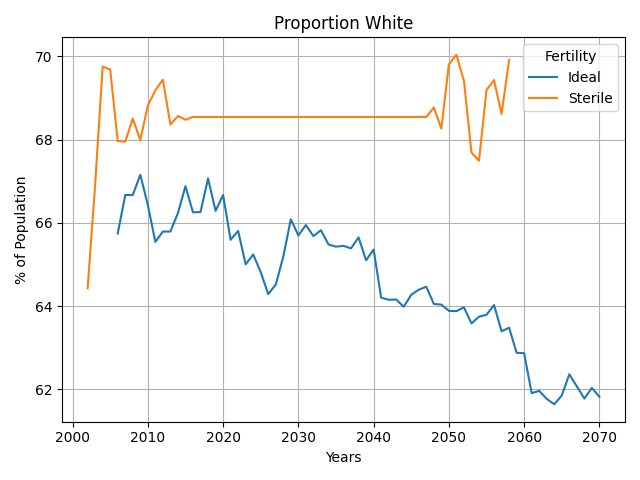 Proportion White
Fertility
Ideal
Sterile
% of Population
70
68
66
64
62
2000 2010 2020 2030 2040 2050 2060 2070
Years